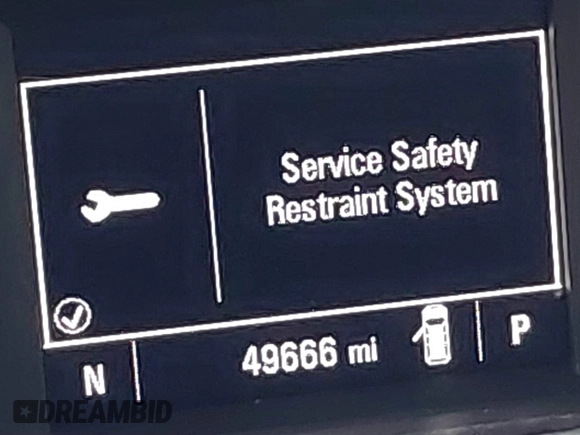 Service Safety
Restraint System
N
49666 mi
P
DREAMBID